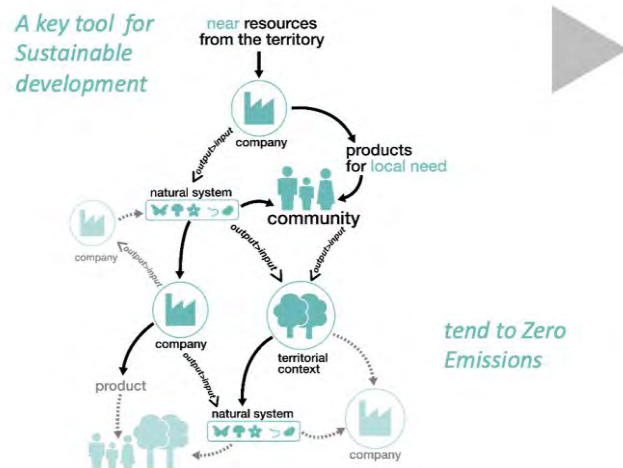 A key tool for
Sustainable
development
near resources
from the territory
company
output>input
products
for local need
natural system
community
company
output>input
output>input
output>input
company
territorial
context
tend to Zero
Emissions
product
output>input
natural system
company